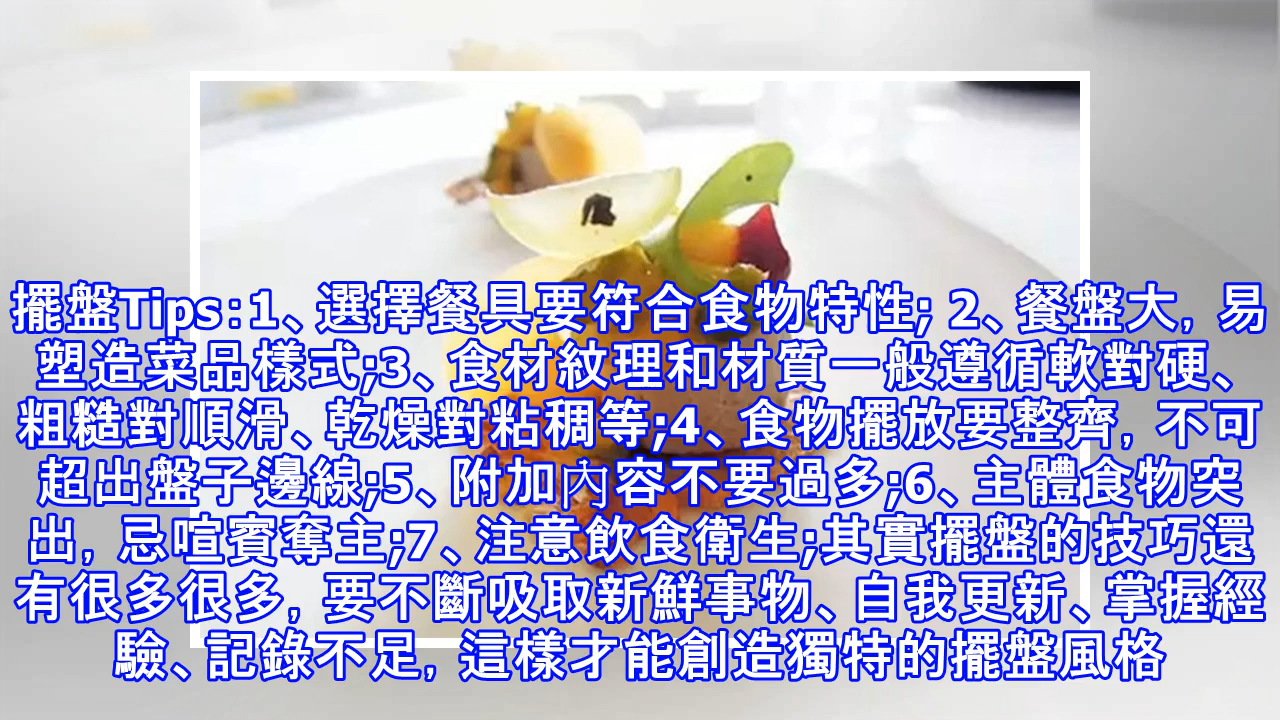 擺盤Tips:1、選擇餐具要符合食物特性; 2、餐盤大, 易
塑造菜品樣式;3、食材紋理和材質一般遵循軟對硬、
粗糙對順滑、乾燥對粘稠等;4、食物擺放要整齊, 不可
超出盤子邊線;5、附加內容不要過多;6、主體食物突
出, 忌喧賓奪主;7、注意飲食衛生;其實擺盤的技巧還
有很多很多, 要不斷吸取新鮮事物、自我更新、掌握經
驗、記錄不足, 這樣才能創造獨特的擺盤風格